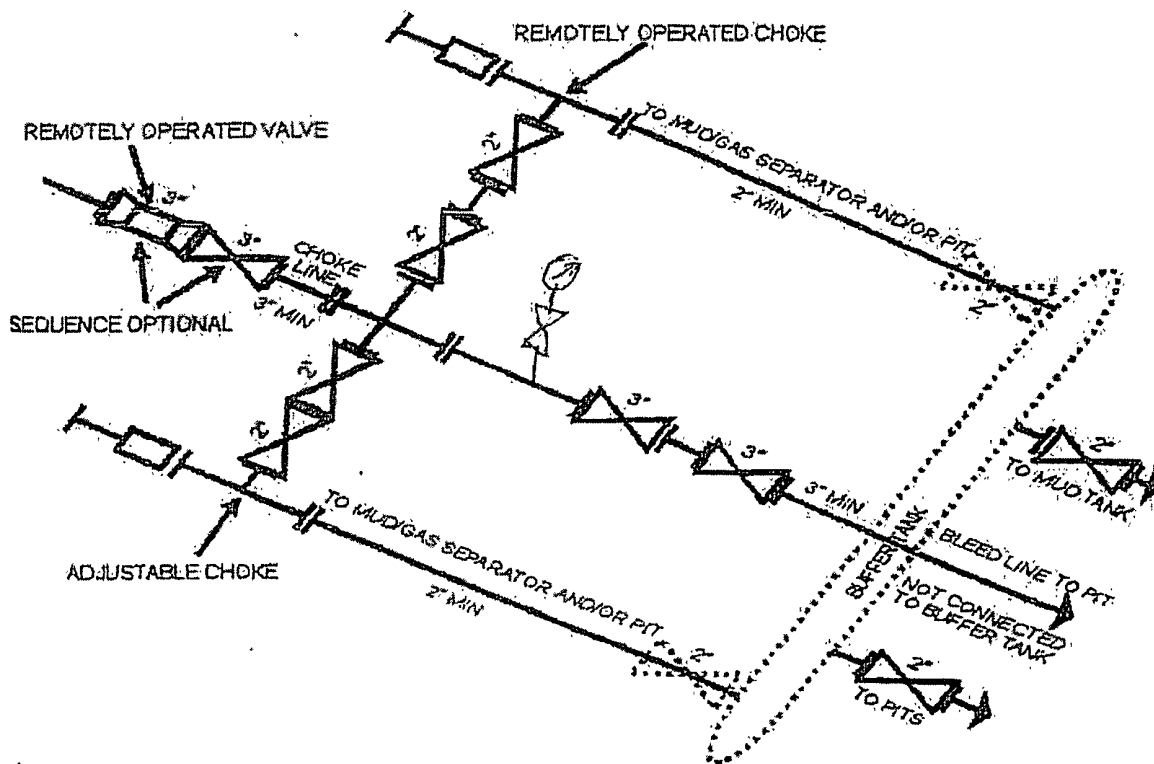 REMOTELY OPERATED CHOKE
REMOTELY OPERATED VALVE
2"
TO MUD/GAS SEPARATOR AND/OR PIT
2" MIN
3"
3"
2"
CHOKE
LINE
3" MIN
SEQUENCE OPTIONAL
2"
2"
2"
3"
3"
2"
TO MUD TANK
3" MIN
BUFFER TANK
BLEED LINE TO PIT
NOT CONNECTED
TO BUFFER TANK
TO MUD/GAS SEPARATOR AND/OR PIT
2" MIN
ADJUSTABLE CHOKE
2"
2"
TO PITS